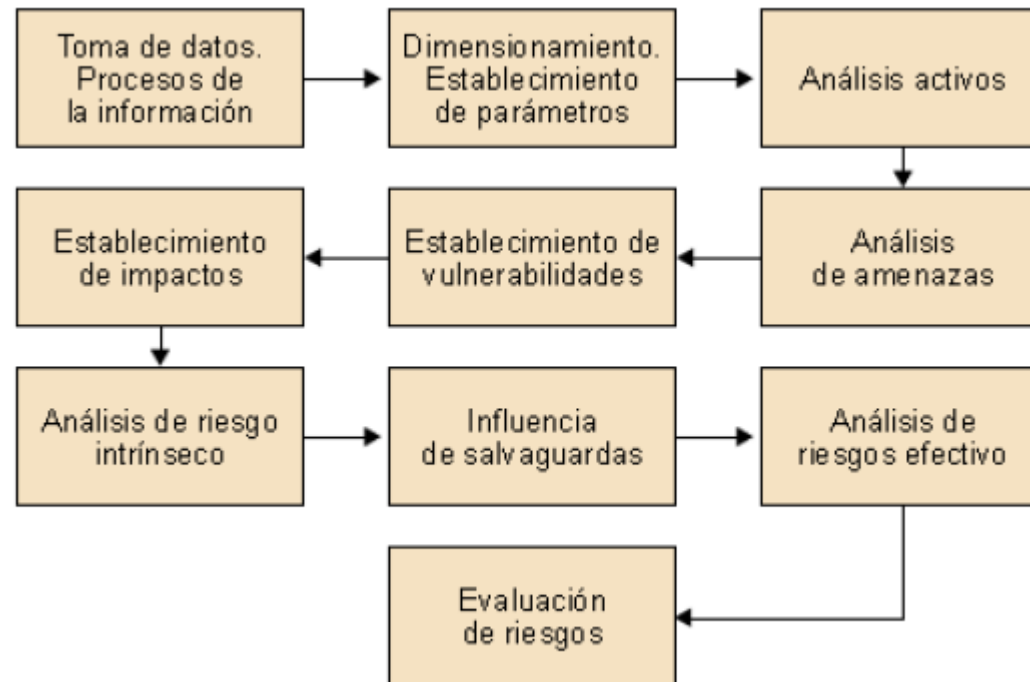 Toma de datos.
Procesos de
la información
Dimensionamiento.
Establecimiento
de parámetros
Análisis activos
Análisis
de amenazas
Establecimiento de
vulnerabilidades
Establecimiento
de impactos
Análisis de riesgo
intrínseco
Influencia
de salvaguardas
Análisis de
riesgos efectivo
Evaluación
de riesgos